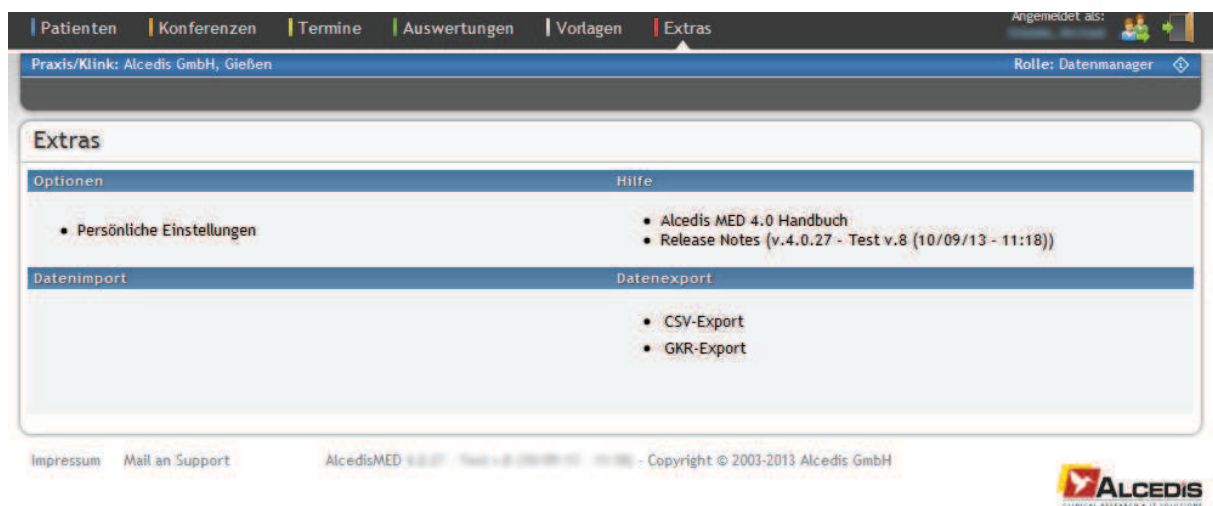 Patienten Konferenzen Termine Auswertungen Vorlagen Extras Angemeldet als:
Praxis/Klink: Alcedis GmbH, Gießen Rolle: Datenmanager
Extras
Optionen Hilfe
• Persönliche Einstellungen
• Alcedis MED 4.0 Handbuch
• Release Notes (v.4.0.27 - Test v.8 (10/09/13 - 11:18))
Datenimport Datenexport
• CSV-Export
• GKR-Export
Impressum Mail an Support AlcedisMED - Copyright © 2003-2013 Alcedis GmbH
ALCEDIS